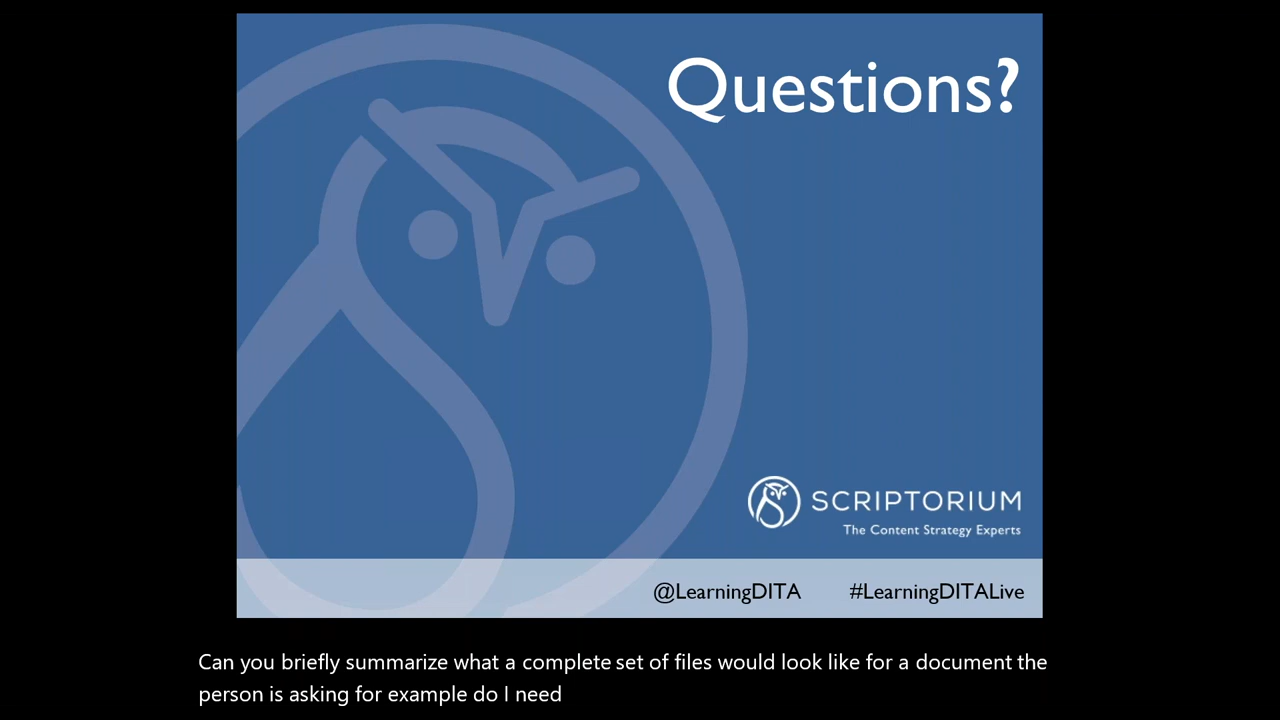 Questions?
SCRIPTORIUM
The Content Strategy Experts
@LearningDITA #LearningDITALive
Can you briefly summarize what a complete set of files would look like for a document the
person is asking for example do I need